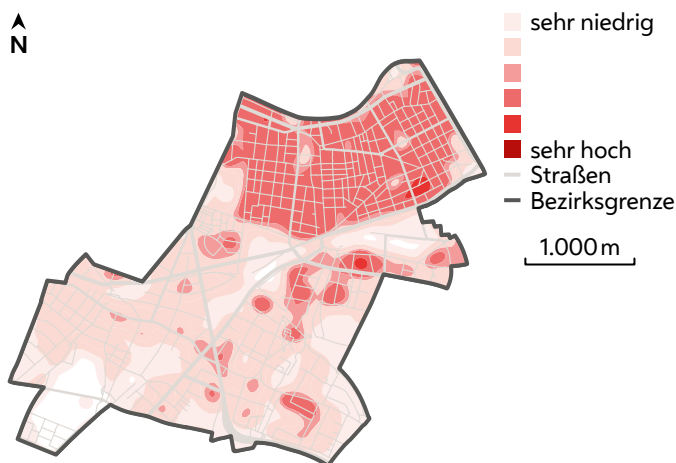 N
sehr niedrig
sehr hoch
Straßen
Bezirksgrenze
1.000 m